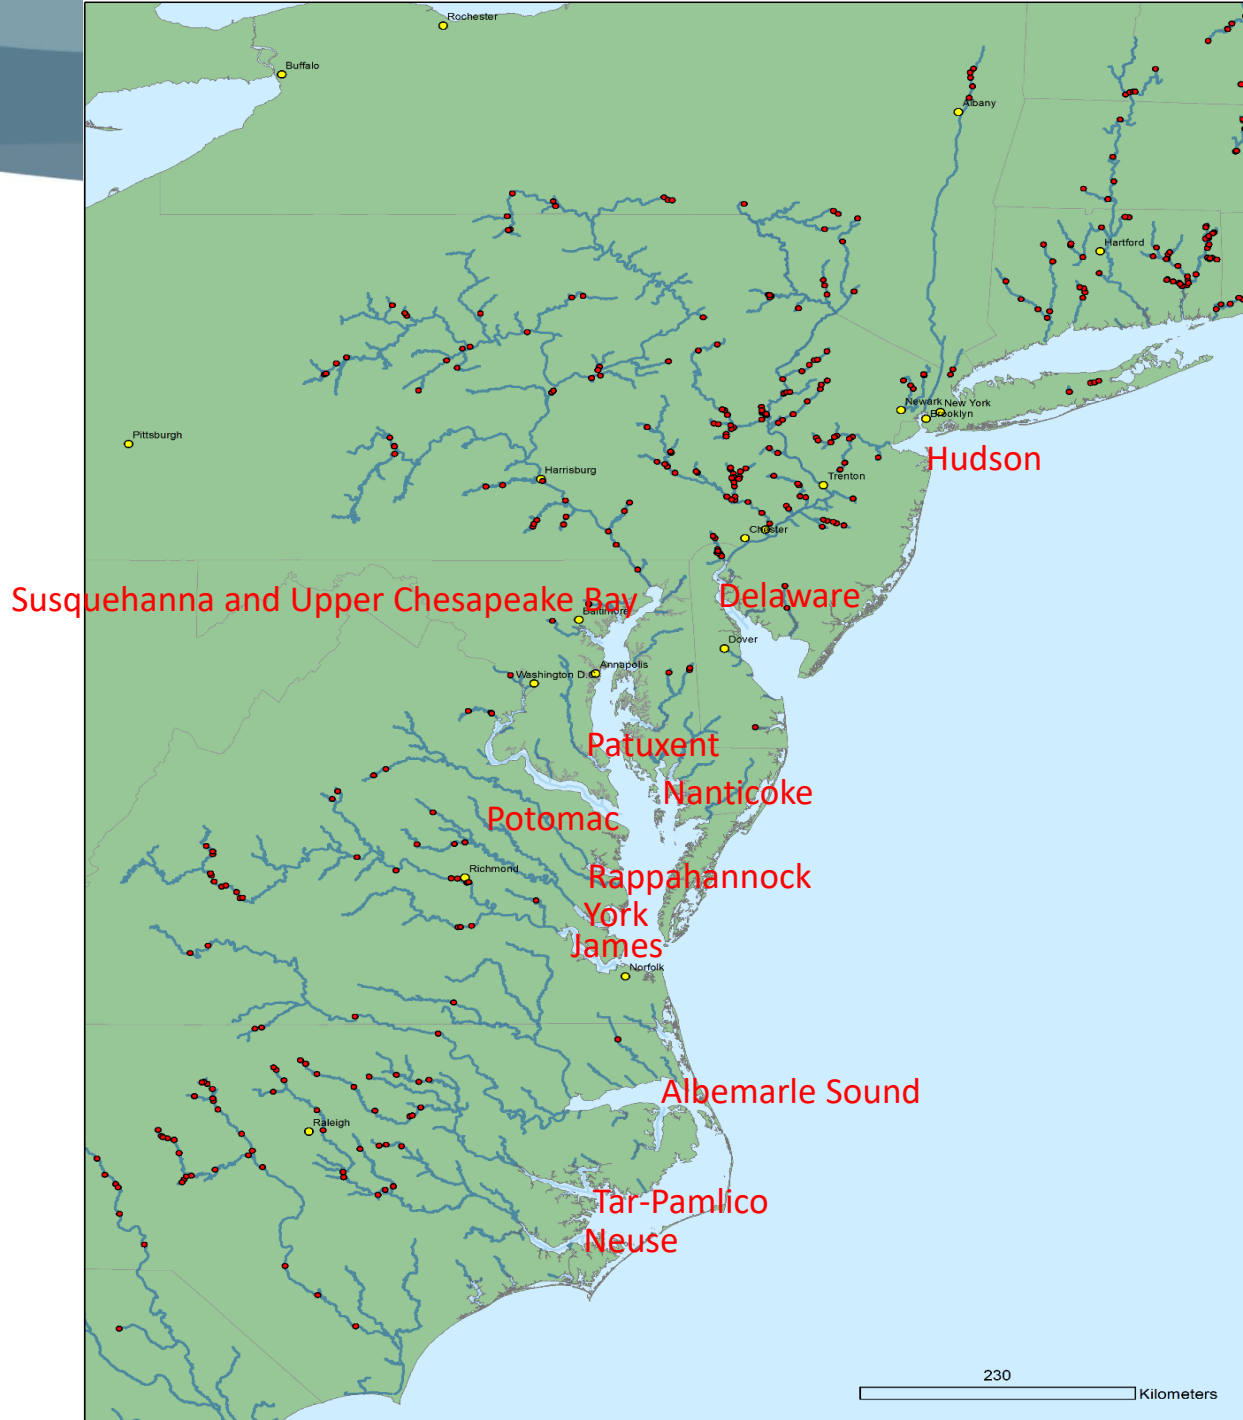 Rochester
Buffalo
Albany
Hartford
Newark
New York
Brooklyn
Pittsburgh
Hudson
Harrisburg
Trenton
Chester
Susquehanna and Upper Chesapeake Bay
Delaware
Baltimore
Dover
Annapolis
Washington D.C
Patuxent
Nanticoke
Potomac
Richmond
Rappahannock
York
James
Norfolk
Albemarle Sound
Raleigh
Tar-Pamlico
Neuse
230
Kilometers